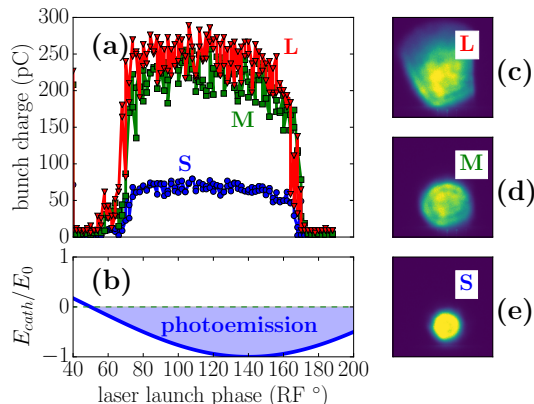 (a)
L
M
S
bunch charge (pC)
300
250
200
150
100
50
0
(b)
E_cath/E_0
1
0
−1
photoemission
40 60 80 100 120 140 160 180 200
laser launch phase (RF °)
L
(c)
M
(d)
S
(e)